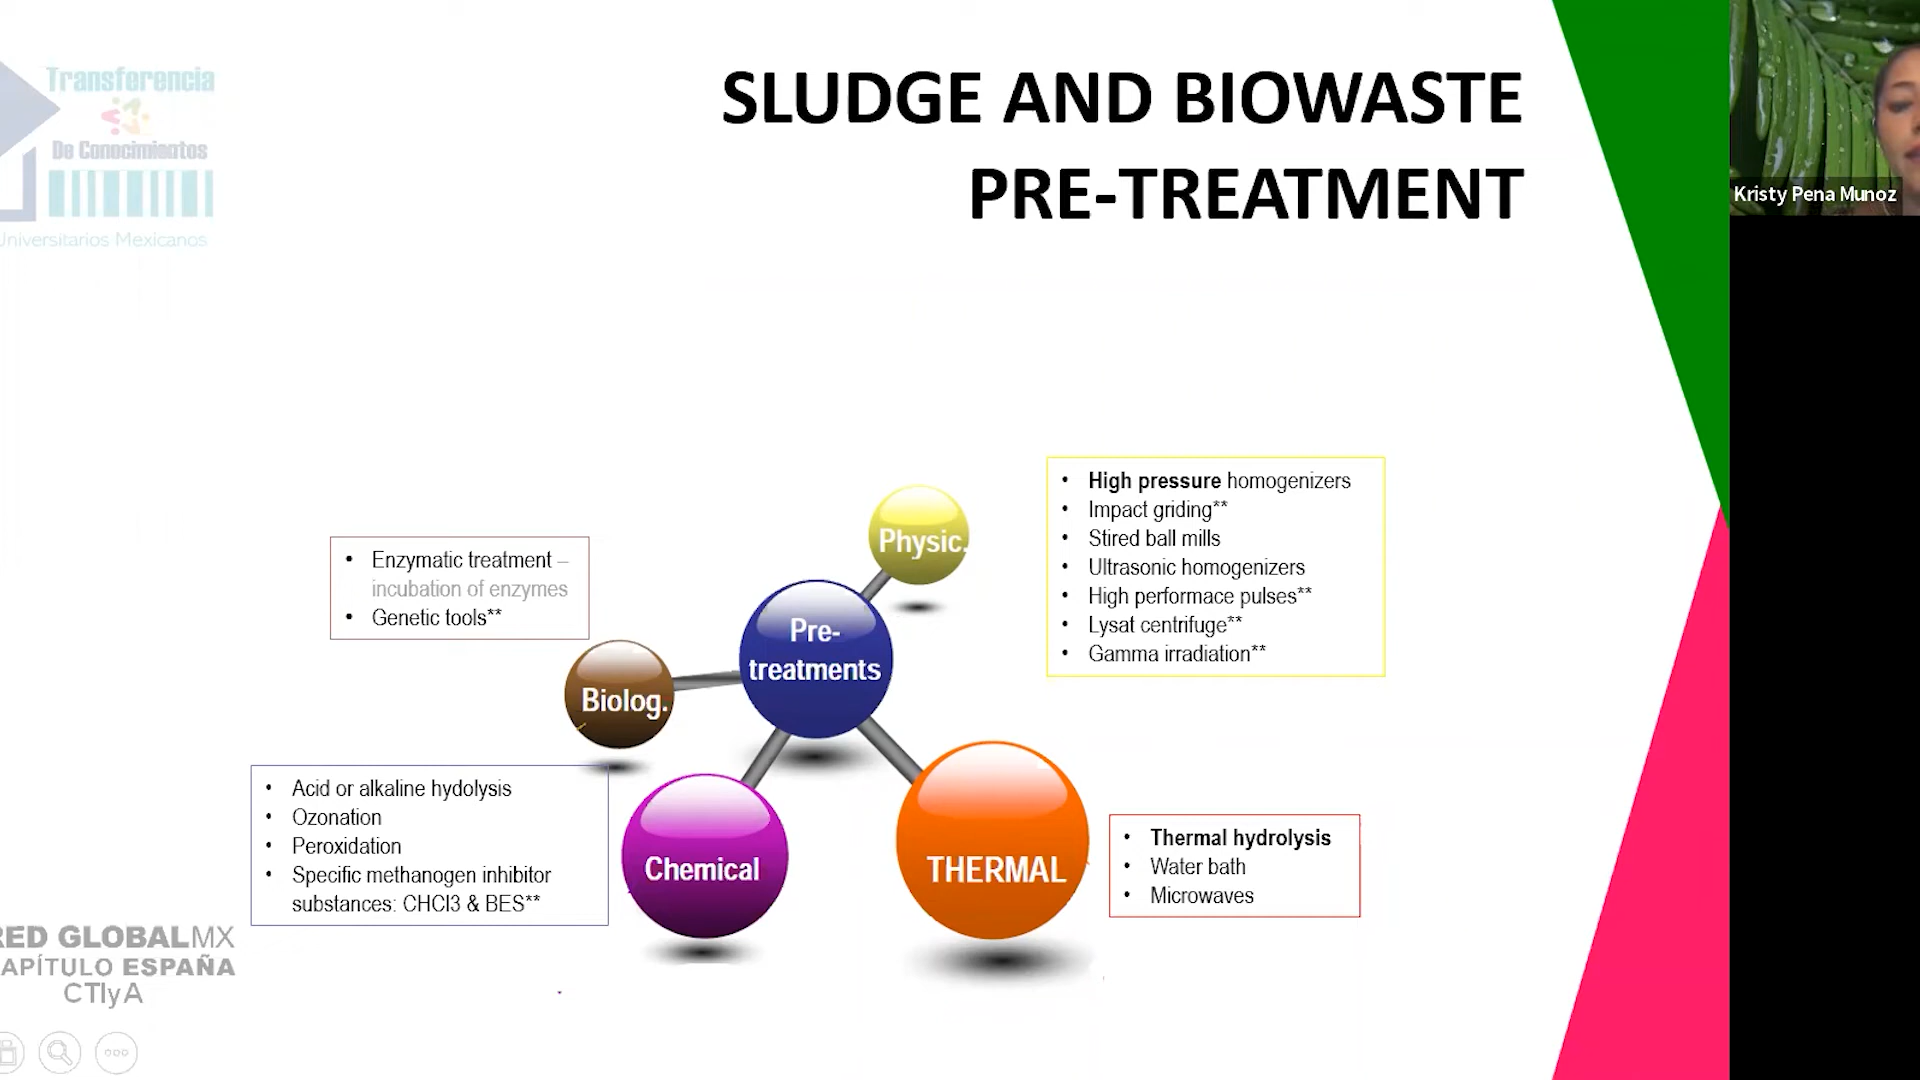 Transferencia
De Conocimientos
Universitarios Mexicanos
SLUDGE AND BIOWASTE
PRE-TREATMENT
Kristy Pena Munoz
• High pressure homogenizers
• Impact griding**
• Stired ball mills
• Ultrasonic homogenizers
• High performace pulses**
• Lysat centrifuge**
• Gamma irradiation**
Physic.
• Enzymatic treatment –
incubation of enzymes
• Genetic tools**
Pre-
treatments
Biolog.
• Acid or alkaline hydolysis
• Ozonation
• Peroxidation
• Specific methanogen inhibitor
substances: CHCl3 & BES**
Chemical
THERMAL
• Thermal hydrolysis
• Water bath
• Microwaves
RED GLOBALMX
APÍTULO ESPAÑA
CTIyA